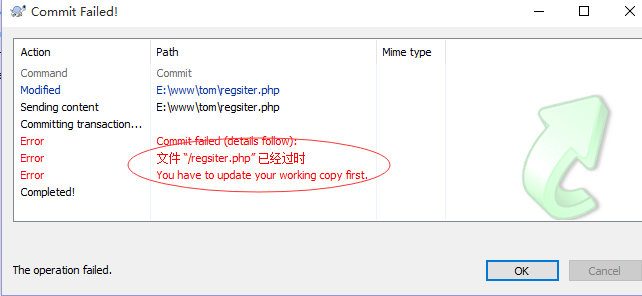 Commit Failed!
Action Path Mime type
Command Commit
Modified E:\www\tom\regsiter.php
Sending content E:\www\tom\regsiter.php
Committing transaction...
Error Commit failed (details follow):
Error 文件 “/regsiter.php” 已经过时
Error You have to update your working copy first.
Completed!
The operation failed.
OK Cancel